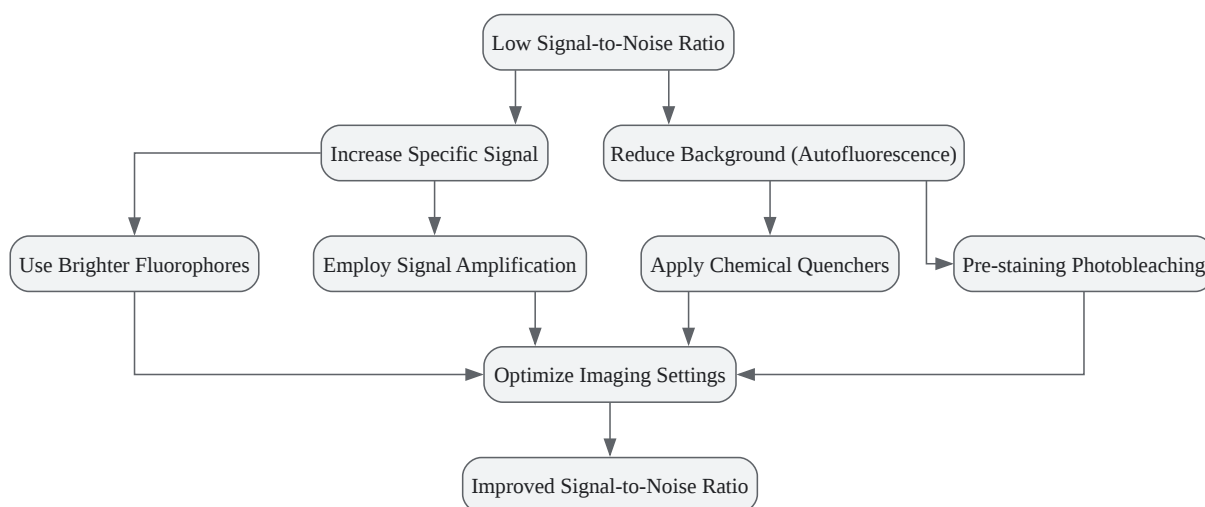 Low Signal-to-Noise Ratio
Increase Specific Signal
Reduce Background (Autofluorescence)
Use Brighter Fluorophores
Employ Signal Amplification
Apply Chemical Quenchers
Pre-staining Photobleaching
Optimize Imaging Settings
Improved Signal-to-Noise Ratio